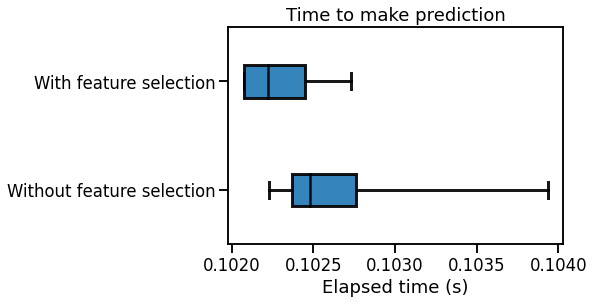 Time to make prediction
With feature selection
Without feature selection
0.1020 0.1025 0.1030 0.1035 0.1040
Elapsed time (s)